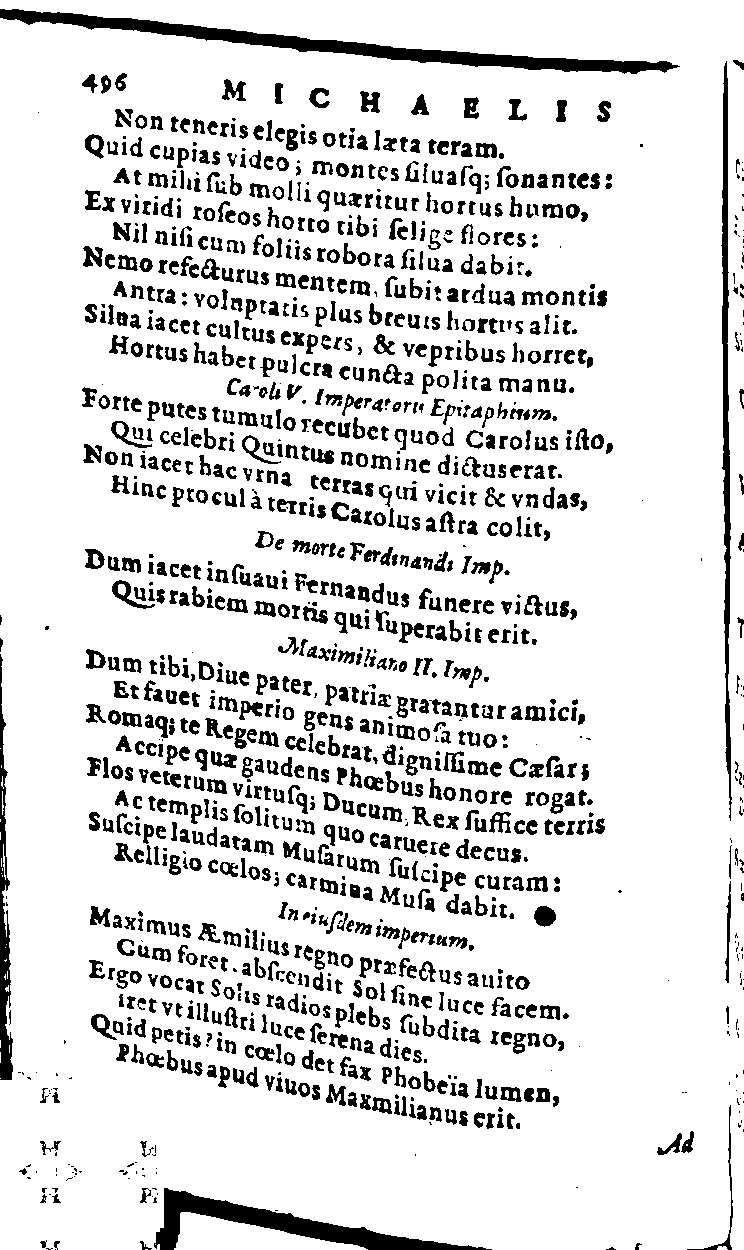 496 MICHAELIS
Non teneris elegis otia læta teram.
Quid cupias video; montes ſiluaſq; ſonantes:
At mihi ſub molli quæritur hortus humo,
Ex viridi roſeos horto tibi ſelige flores:
Nil niſi cum foliis robora ſilua dabit.
Nemo refecturus mentem, ſubit ardua montis
Antra: voluptatis plus breuis hortus alit.
Silua iacet cultus expers, & vepribus horret,
Hortus habet pulcra cuncta polita manu.
Caroli V. Imperatoris Epitaphium.
Forte putes tumulo recubet quod Carolus iſto,
Qui celebri Quintus nomine dictus erat.
Non iacet hac vrna terras qui vicit & vndas,
Hinc procul à terris Carolus aſtra colit,
De morte Ferdinandi Imp.
Dum iacet inſuaui Fernandus funere victus,
Quis rabiem mortis qui ſuperabit erit.
Maximiliano II. Imp.
Dum tibi, Diue pater, patriæ gratantur amici,
Et fauet imperio gens animoſa tuo:
Romaq; te Regem celebrat, digniſſime Cæſar;
Accipe quæ gaudens Phœbus honore rogat.
Flos veterum virtuſq; Ducum, Rex ſuffice terris
Ac templis ſolitum quo caruere decus.
Suſcipe laudatam Muſarum ſuſcipe curam:
Relligio cœlos; carmina Muſa dabit.
In eiuſdem imperium.
Maximus Æmilius regno præfectus auito
Cum foret, abſcendit Sol ſine luce facem.
Ergo vocat Solis radios plebs ſubdita regno,
Iret vt illuſtri luce ſerena dies.
Quid petis? in cœlo det fax Phobeïa lumen,
Phœbus apud viuos Maxmilianus erit.
Ad